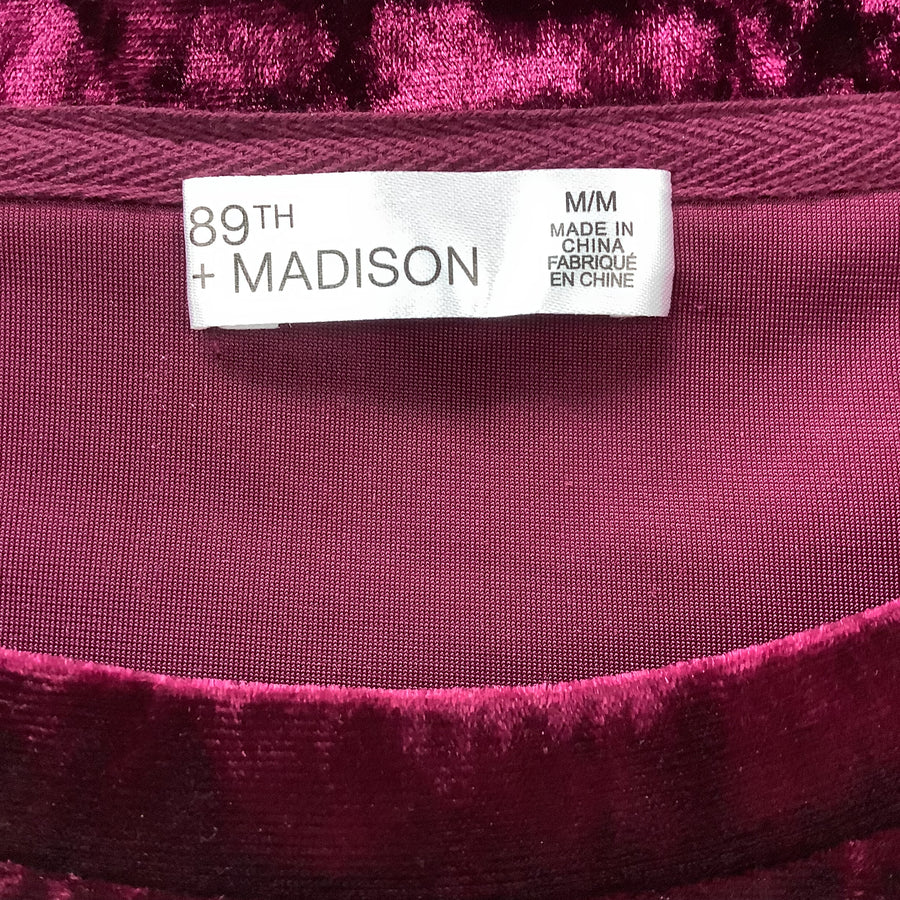 89TH
+ MADISON
M/M
MADE IN
CHINA
FABRIQUÉ
EN CHINE